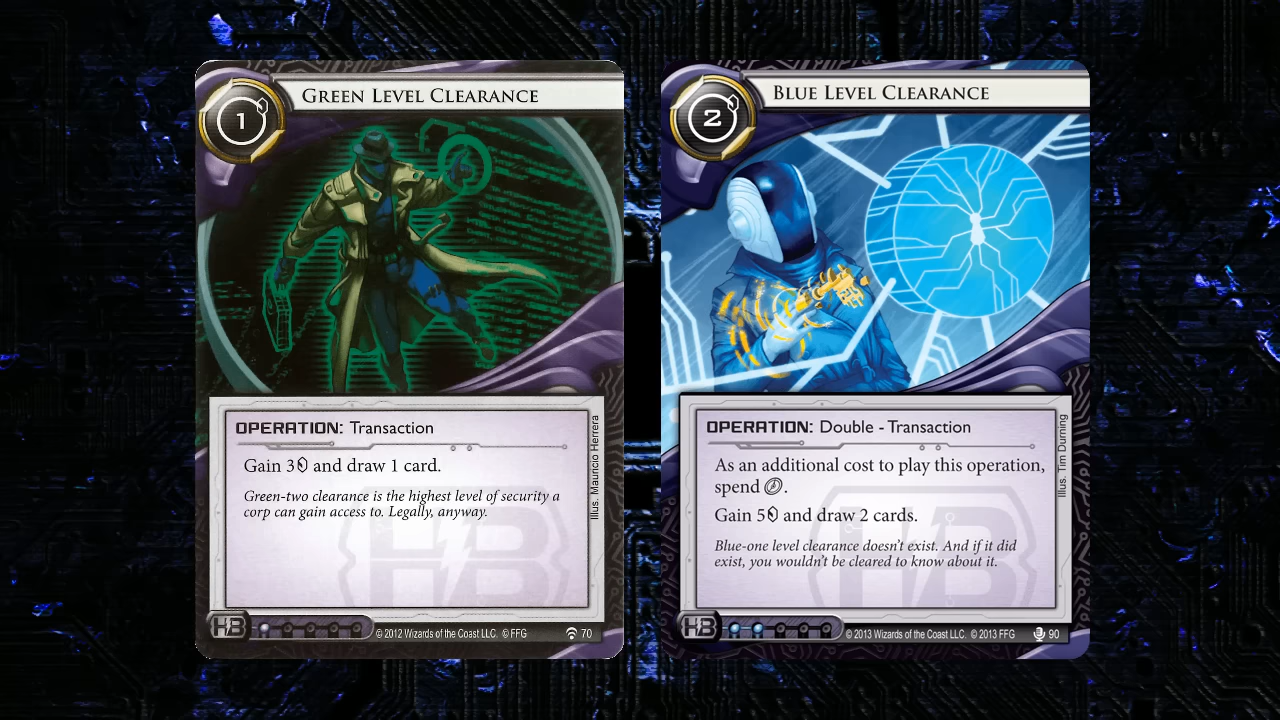 1
GREEN LEVEL CLEARANCE
OPERATION: Transaction
Gain 3 and draw 1 card.
Green-two clearance is the highest level of security a
corp can gain access to. Legally, anyway.
Illus. Mauricio Herrera
HB
© 2012 Wizards of the Coast LLC. © FFG
70
2
BLUE LEVEL CLEARANCE
OPERATION: Double - Transaction
As an additional cost to play this operation,
spend .
Gain 5 and draw 2 cards.
Blue-one level clearance doesn't exist. And if it did
exist, you wouldn't be cleared to know about it.
Illus. Tim Durning
HB
© 2013 Wizards of the Coast LLC. © 2013 FFG
90